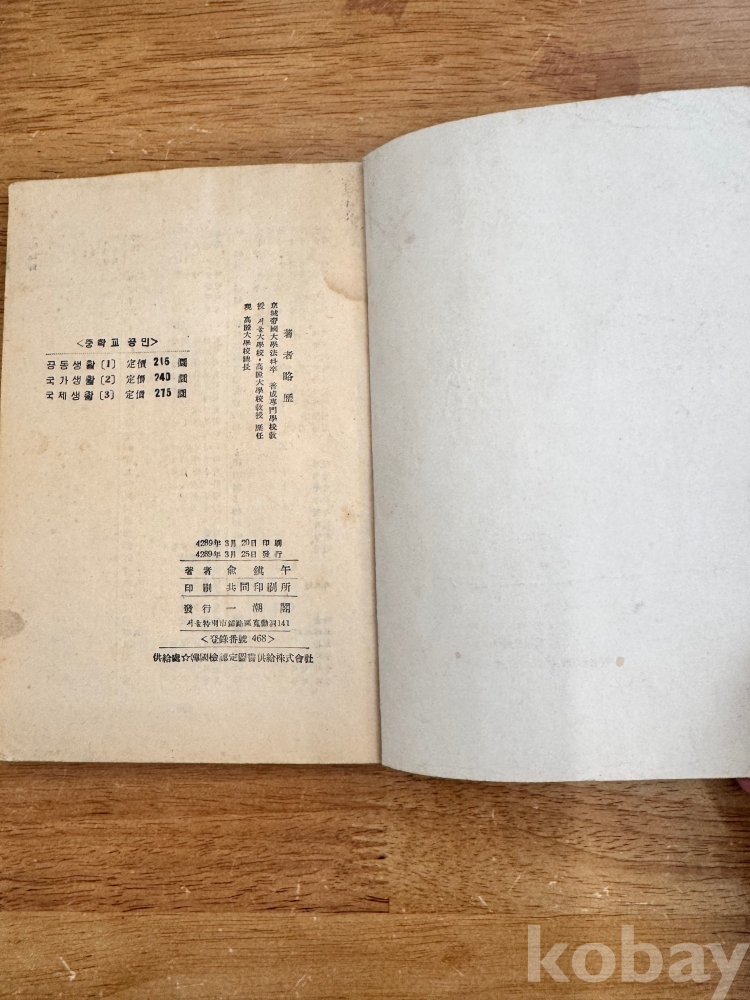 著者略歷
京城帝國大學法科卒 普成專門學校敎
授 서울大學校·高麗大學校敎授 歷任
現 高麗大學校總長
<중학교 공민>
공동생활 〔1〕 定價 215 圜
국가생활 〔2〕 定價 240 圜
국제생활 〔3〕 定價 275 圜
4289年 3月 20日 印刷
4289年 3月 25日 發行
著者 兪鎭午
印刷 共同印刷所
發行 一潮閣
서울特別市鍾路區寬勳洞141
<登錄番號 468>
供給處☆韓國檢認定圖書供給株式會社
kobay